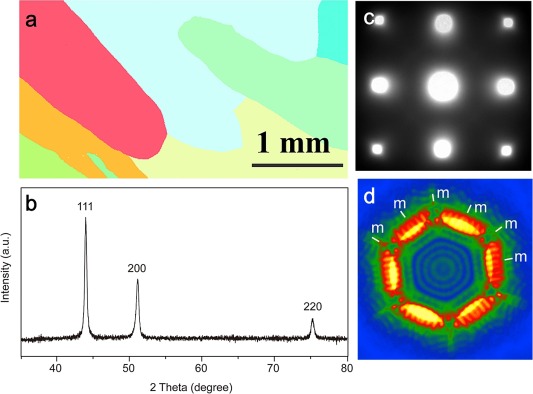 a
1 mm
c
b
Intensity (a.u.)
111
200
220
40
50
60
70
80
2 Theta (degree)
d
m
m
m
m
m
m